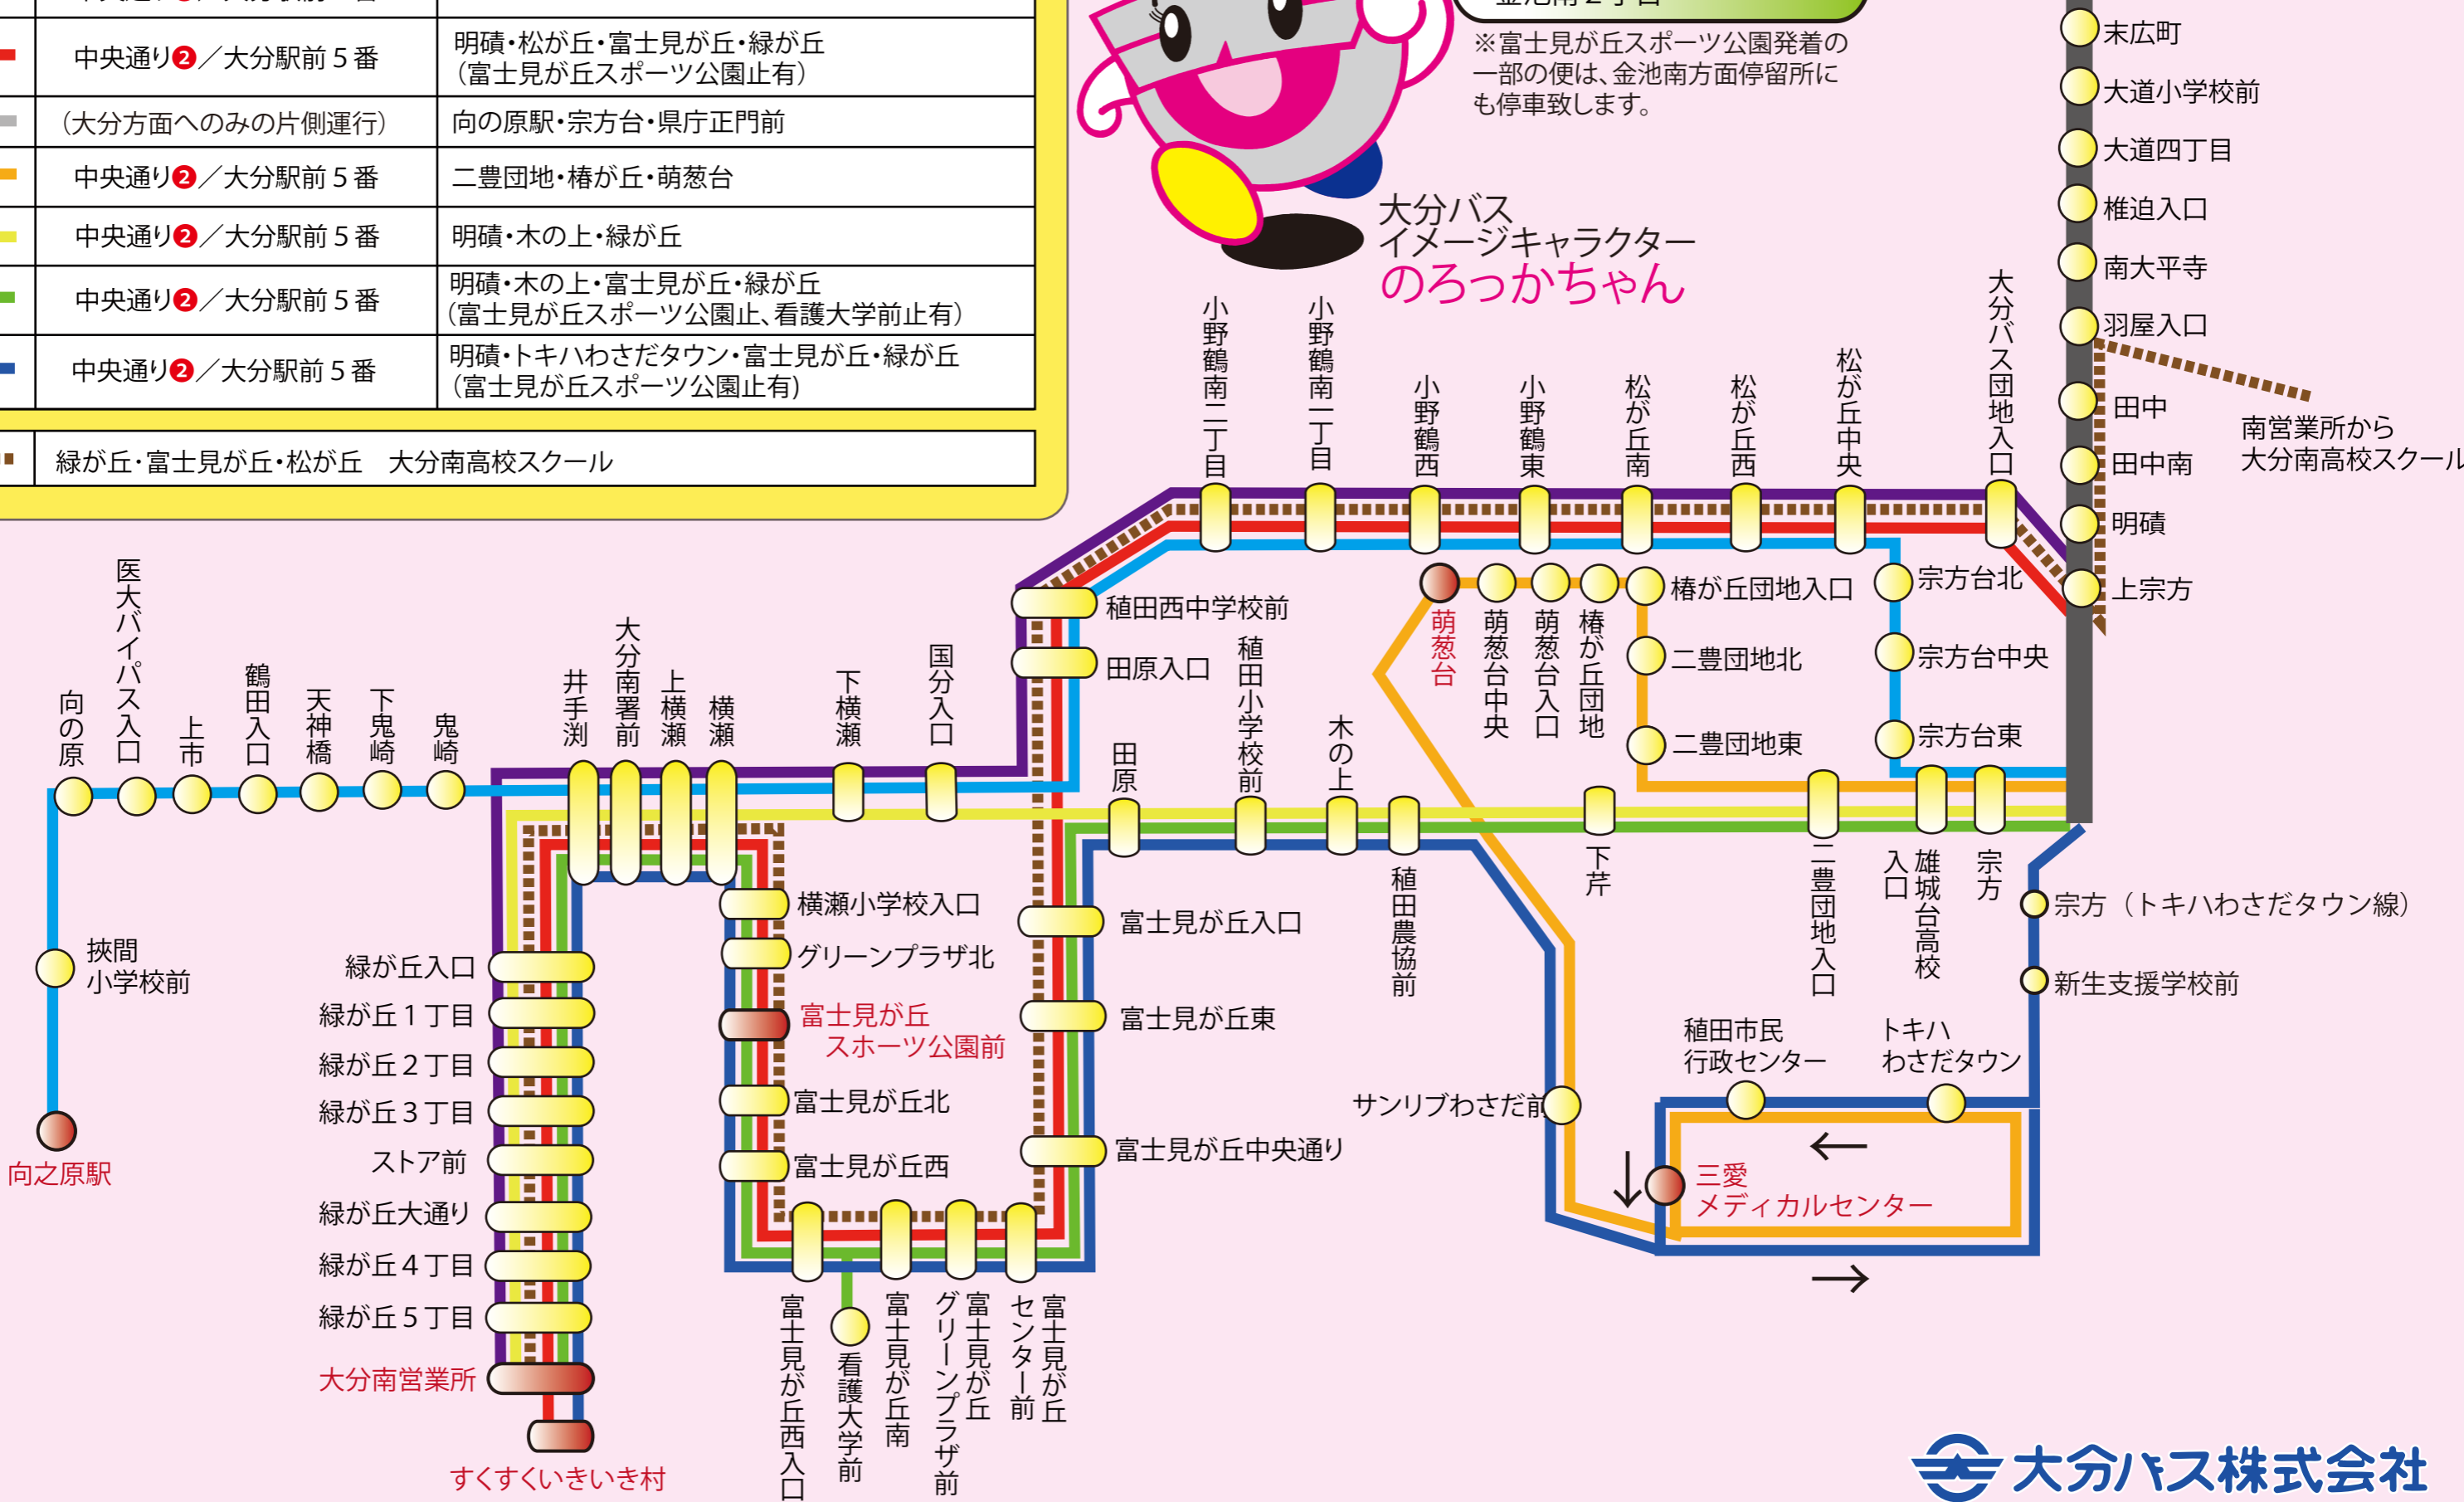 中央通り❷／大分駅前５番
明磧・松が丘・富士見が丘・緑が丘
（富士見が丘スポーツ公園止有）
（大分方面へのみの片側運行）
向の原駅・宗方台・県庁正門前
中央通り❷／大分駅前５番
二豊団地・椿が丘・萌葱台
中央通り❷／大分駅前５番
明磧・木の上・緑が丘
中央通り❷／大分駅前５番
明磧・木の上・富士見が丘・緑が丘
（富士見が丘スポーツ公園止、看護大学前止有）
中央通り❷／大分駅前５番
明磧・トキハわさだタウン・富士見が丘・緑が丘
（富士見が丘スポーツ公園止有)
緑が丘・富士見が丘・松が丘　大分南高校スクール
※富士見が丘スポーツ公園発着の
一部の便は、金池南方面停留所に
も停車致します。
大分バス
イメージキャラクター
のろっかちゃん
末広町
大道小学校前
大道四丁目
椎迫入口
南大平寺
羽屋入口
田中
田中南
明磧
上宗方
南営業所から
大分南高校スクール
小野鶴南二丁目
小野鶴南一丁目
小野鶴西
小野鶴東
松が丘南
松が丘西
松が丘中央
大分バス団地入口
稙田西中学校前
田原入口
萌葱台
萌葱台中央
萌葱台入口
椿が丘団地
椿が丘団地入口
二豊団地北
二豊団地東
宗方台北
宗方台中央
宗方台東
向の原
医大バイパス入口
上市
鶴田入口
天神橋
下鬼崎
鬼崎
井手渕
大分南署前
上横瀬
横瀬
下横瀬
国分入口
田原
稙田小学校前
木の上
稙田農協前
下芹
二豊団地入口
雄城台高校
入口
宗方
挾間
小学校前
向之原駅
緑が丘入口
緑が丘１丁目
緑が丘２丁目
緑が丘３丁目
ストア前
緑が丘大通り
緑が丘４丁目
緑が丘５丁目
大分南営業所
すくすくいきいき村
横瀬小学校入口
グリーンプラザ北
富士見が丘
スホーツ公園前
富士見が丘北
富士見が丘西
富士見が丘西入口
看護大学前
富士見が丘南
富士見が丘
グリーンプラザ前
富士見が丘
センター前
富士見が丘入口
富士見が丘東
富士見が丘中央通り
サンリブわさだ前
宗方（トキハわさだタウン線）
新生支援学校前
稙田市民
行政センター
トキハ
わさだタウン
←
↓
三愛
メディカルセンター
→
大分バス株式会社